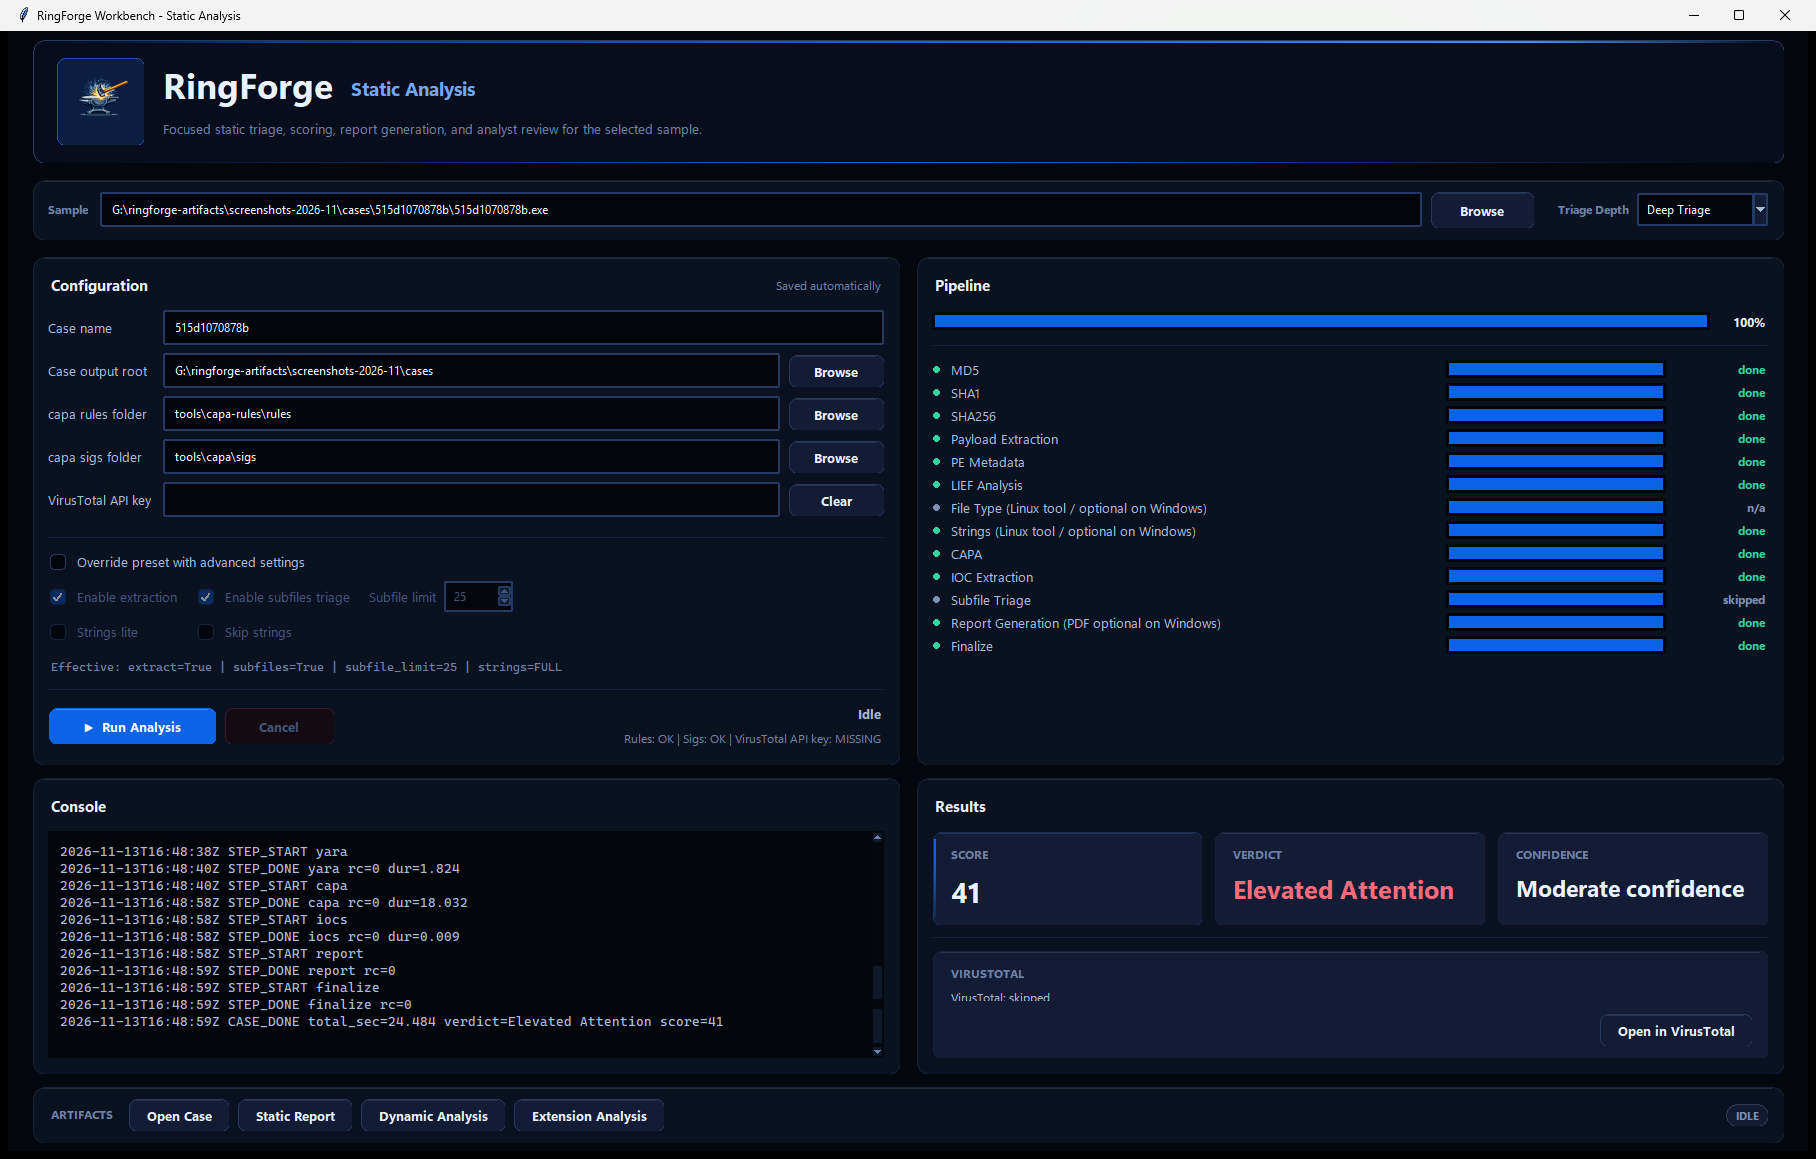 RingForge Workbench - Static Analysis
RingForge Static Analysis
Focused static triage, scoring, report generation, and analyst review for the selected sample.
Sample G:\ringforge-artifacts\screenshots-2026-11\cases\515d1070878b\515d1070878b.exe Browse Triage Depth Deep Triage
Configuration Saved automatically
Case name 515d1070878b
Case output root G:\ringforge-artifacts\screenshots-2026-11\cases Browse
capa rules folder tools\capa-rules\rules Browse
capa sigs folder tools\capa\sigs Browse
VirusTotal API key Clear
Override preset with advanced settings
Enable extraction Enable subfiles triage Subfile limit 25
Strings lite Skip strings
Effective: extract=True | subfiles=True | subfile_limit=25 | strings=FULL
Run Analysis Cancel
Idle
Rules: OK | Sigs: OK | VirusTotal API key: MISSING
Pipeline
100%
MD5 done
SHA1 done
SHA256 done
Payload Extraction done
PE Metadata done
LIEF Analysis done
File Type (Linux tool / optional on Windows) n/a
Strings (Linux tool / optional on Windows) done
CAPA done
IOC Extraction done
Subfile Triage skipped
Report Generation (PDF optional on Windows) done
Finalize done
Console
2026-11-13T16:48:38Z STEP_START yara
2026-11-13T16:48:40Z STEP_DONE yara rc=0 dur=1.824
2026-11-13T16:48:40Z STEP_START capa
2026-11-13T16:48:58Z STEP_DONE capa rc=0 dur=18.032
2026-11-13T16:48:58Z STEP_START iocs
2026-11-13T16:48:58Z STEP_DONE iocs rc=0 dur=0.009
2026-11-13T16:48:58Z STEP_START report
2026-11-13T16:48:59Z STEP_DONE report rc=0
2026-11-13T16:48:59Z STEP_START finalize
2026-11-13T16:48:59Z STEP_DONE finalize rc=0
2026-11-13T16:48:59Z CASE_DONE total_sec=24.484 verdict=Elevated Attention score=41
Results
SCORE
41
VERDICT
Elevated Attention
CONFIDENCE
Moderate confidence
VIRUSTOTAL
VirusTotal: skipped
Open in VirusTotal
ARTIFACTS Open Case Static Report Dynamic Analysis Extension Analysis IDLE